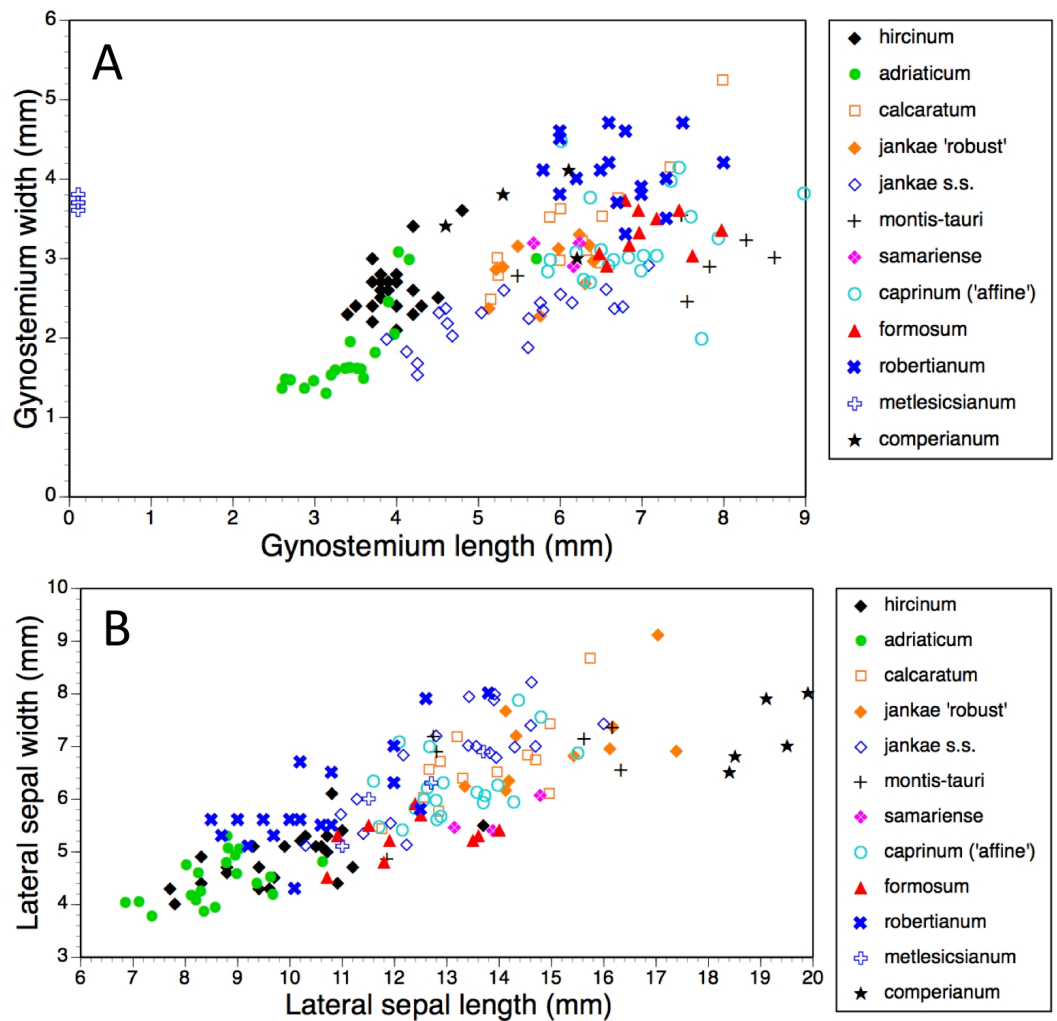 A
Gynostemium width (mm)
6
5
4
3
2
1
0
0 1 2 3 4 5 6 7 8 9
Gynostemium length (mm)
hircinum
adriaticum
calcaratum
jankae 'robust'
jankae s.s.
montis-tauri
samariense
caprinum ('affine')
formosum
robertianum
metlesicsianum
comperianum
B
Lateral sepal width (mm)
10
9
8
7
6
5
4
3
6 7 8 9 10 11 12 13 14 15 16 17 18 19 20
Lateral sepal length (mm)
hircinum
adriaticum
calcaratum
jankae 'robust'
jankae s.s.
montis-tauri
samariense
caprinum ('affine')
formosum
robertianum
metlesicsianum
comperianum